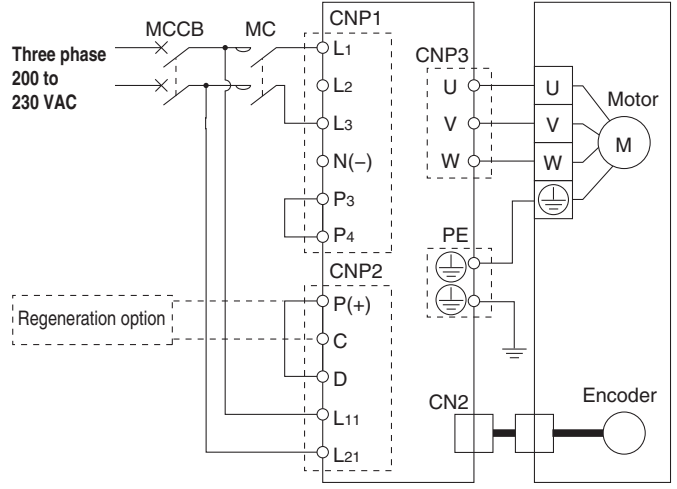 Three phase
200 to
230 VAC
MCCB
MC
CNP1
L1
L2
L3
N(−)
P3
P4
CNP2
P(+)
C
D
L11
L21
Regeneration option
CNP3
U
V
W
PE
CN2
U
V
W
Motor
M
Encoder